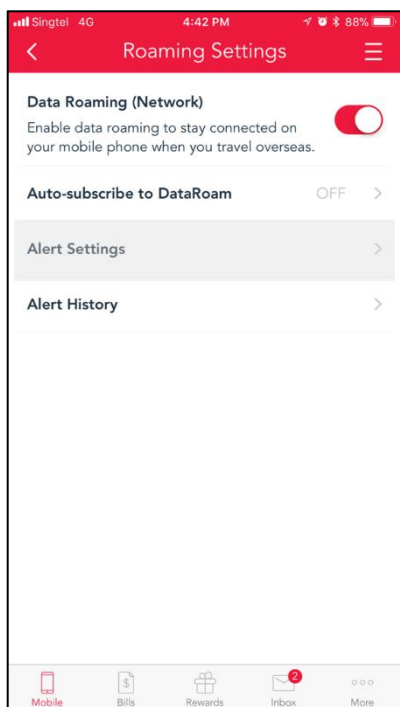 Singtel 4G 4:42 PM 88%
Roaming Settings
Data Roaming (Network)
Enable data roaming to stay connected on
your mobile phone when you travel overseas.
Auto-subscribe to DataRoam OFF
Alert Settings
Alert History
2
Mobile Bills Rewards Inbox More